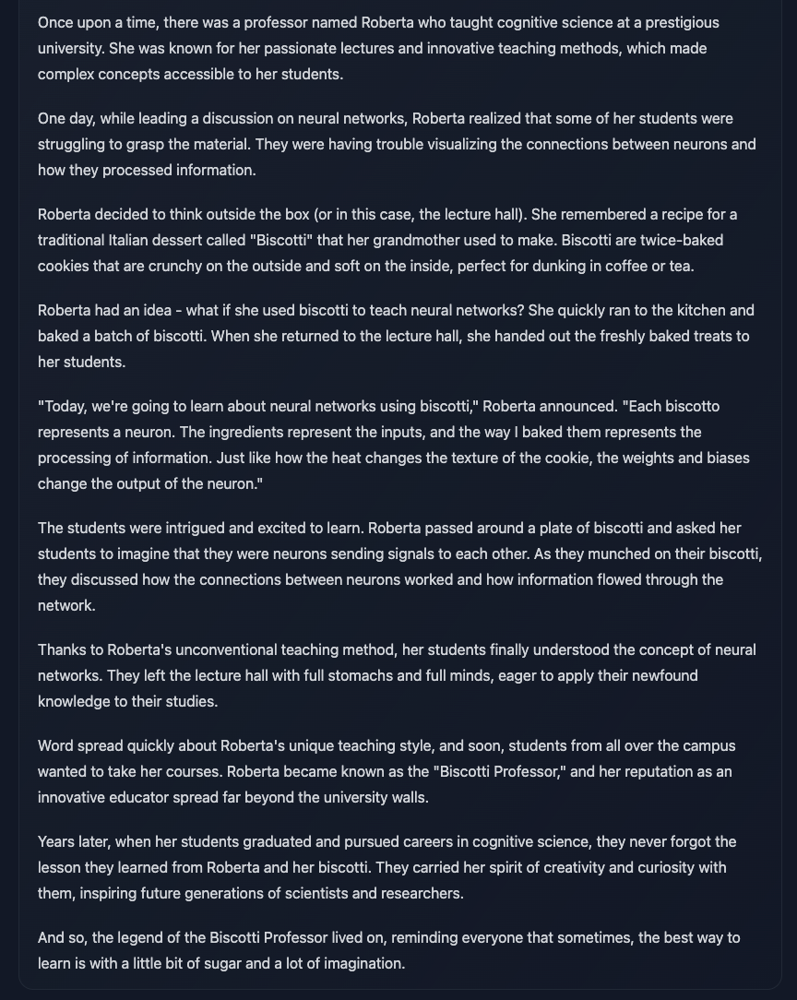 Once upon a time, there was a professor named Roberta who taught cognitive science at a prestigious
university. She was known for her passionate lectures and innovative teaching methods, which made
complex concepts accessible to her students.
One day, while leading a discussion on neural networks, Roberta realized that some of her students were
struggling to grasp the material. They were having trouble visualizing the connections between neurons and
how they processed information.
Roberta decided to think outside the box (or in this case, the lecture hall). She remembered a recipe for a
traditional Italian dessert called "Biscotti" that her grandmother used to make. Biscotti are twice-baked
cookies that are crunchy on the outside and soft on the inside, perfect for dunking in coffee or tea.
Roberta had an idea - what if she used biscotti to teach neural networks? She quickly ran to the kitchen and
baked a batch of biscotti. When she returned to the lecture hall, she handed out the freshly baked treats to
her students.
"Today, we're going to learn about neural networks using biscotti," Roberta announced. "Each biscotto
represents a neuron. The ingredients represent the inputs, and the way I baked them represents the
processing of information. Just like how the heat changes the texture of the cookie, the weights and biases
change the output of the neuron."
The students were intrigued and excited to learn. Roberta passed around a plate of biscotti and asked her
students to imagine that they were neurons sending signals to each other. As they munched on their biscotti,
they discussed how the connections between neurons worked and how information flowed through the
network.
Thanks to Roberta's unconventional teaching method, her students finally understood the concept of neural
networks. They left the lecture hall with full stomachs and full minds, eager to apply their newfound
knowledge to their studies.
Word spread quickly about Roberta's unique teaching style, and soon, students from all over the campus
wanted to take her courses. Roberta became known as the "Biscotti Professor," and her reputation as an
innovative educator spread far beyond the university walls.
Years later, when her students graduated and pursued careers in cognitive science, they never forgot the
lesson they learned from Roberta and her biscotti. They carried her spirit of creativity and curiosity with
them, inspiring future generations of scientists and researchers.
And so, the legend of the Biscotti Professor lived on, reminding everyone that sometimes, the best way to
learn is with a little bit of sugar and a lot of imagination.